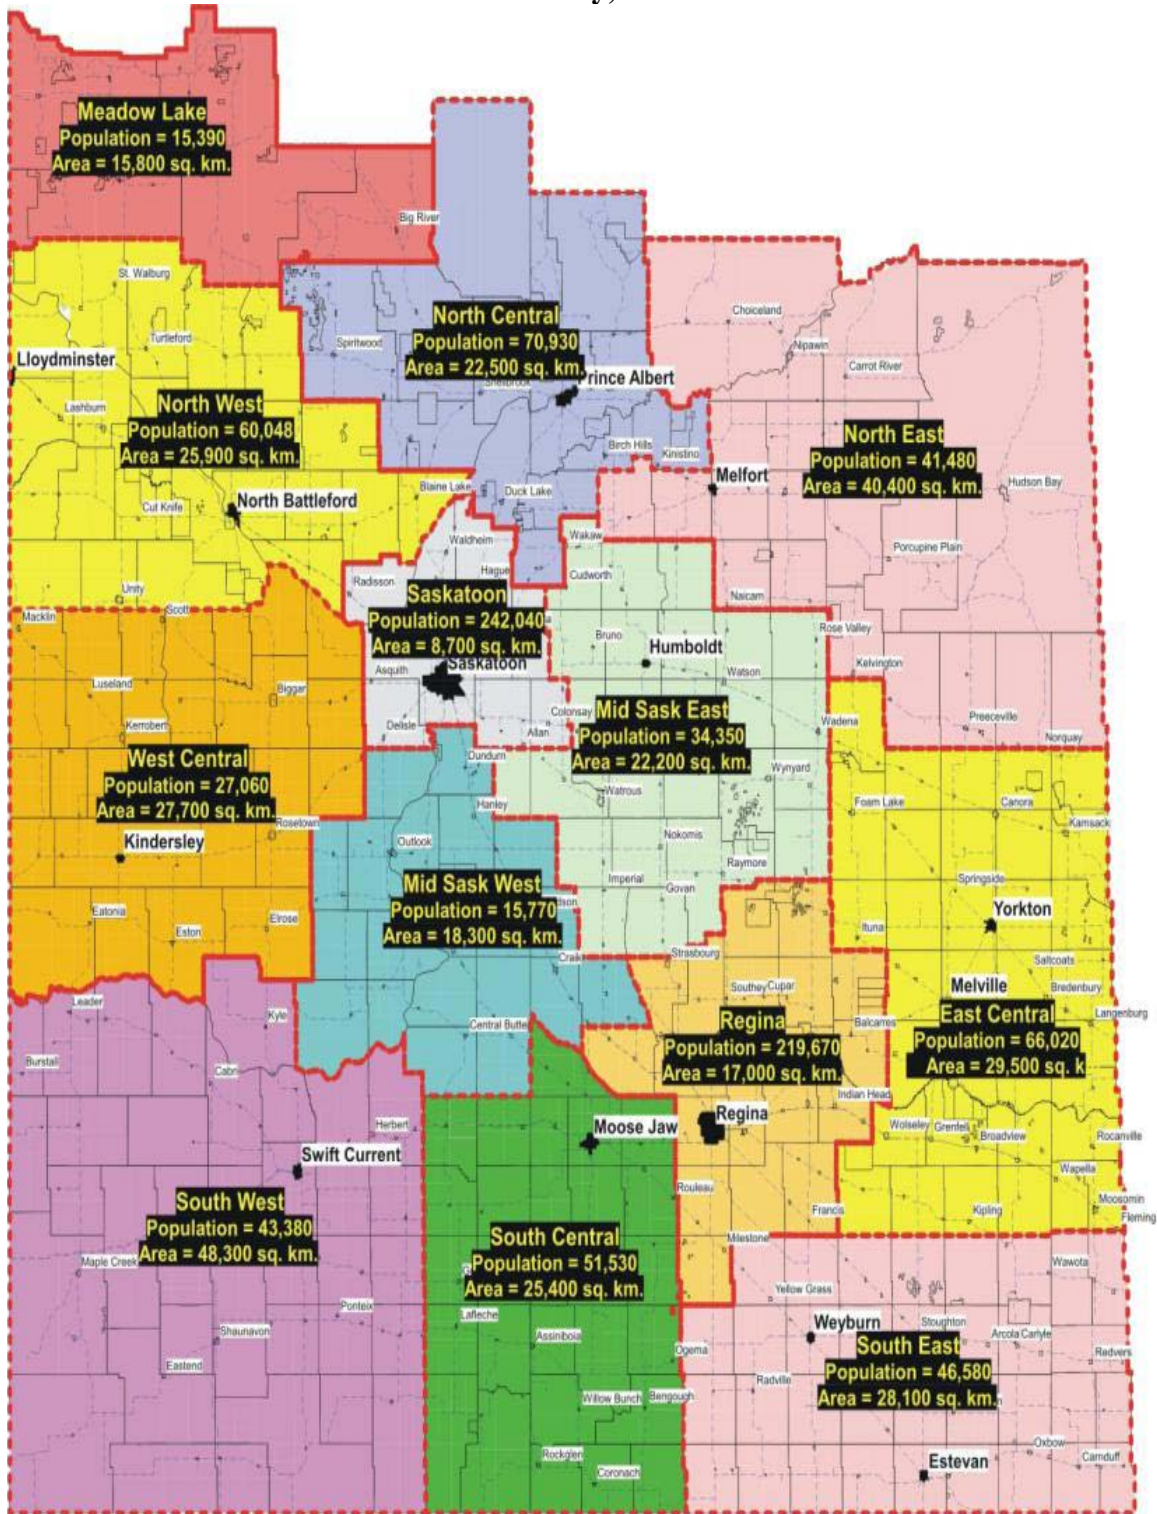 y,
Meadow Lake
Population = 15,390
Area = 15,800 sq. km.
Big River
St. Walburg
North Central
Population = 70,930
Area = 22,500 sq. km.
Choiceland
Spiritwood
Turtleford
Nipawin
Lloydminster
Carrot River
Shellbrook
Prince Albert
Lashburn
North West
Population = 60,048
Area = 25,900 sq. km.
North East
Population = 41,480
Area = 40,400 sq. km.
Birch Hills
Kinistino
Melfort
Hudson Bay
Blaine Lake
Duck Lake
North Battleford
Cut Knife
Waldheim
Wakaw
Porcupine Plain
Hague
Cudworth
Radisson
Unity
Saskatoon
Population = 242,040
Area = 8,700 sq. km.
Naicam
Macklin
Scott
Bruno
Rose Valley
Humboldt
Asquith
Saskatoon
Watson
Kelvington
Luseland
Biggar
Colonsay
Mid Sask East
Population = 34,350
Area = 22,200 sq. km.
Wadena
Preeceville
Kerrobert
Delisle
Allan
Norquay
West Central
Population = 27,060
Area = 27,700 sq. km.
Dundurn
Wynyard
Watrous
Hanley
Foam Lake
Canora
Rosetown
Kamsack
Kindersley
Outlook
Nokomis
Raymore
Mid Sask West
Population = 15,770
Area = 18,300 sq. km.
Imperial
Govan
Springside
dson
Eatonia
Elrose
Eston
Yorkton
Ituna
Strasbourg
Craik
Saltcoats
Southey
Cupar
Melville
Bredenbury
Leader
Kyle
Central Butte
Regina
Population = 219,670
Area = 17,000 sq. km.
Balcarres
East Central
Population = 66,020
Area = 29,500 sq. k
Langenburg
Burstall
Cabri
Indian Head
Herbert
Moose Jaw
Regina
Wolseley
Grenfell
Broadview
Rocanville
Swift Current
Wapella
Rouleau
South West
Population = 43,380
Area = 48,300 sq. km.
Francis
Kipling
Moosomin
Fleming
South Central
Population = 51,530
Area = 25,400 sq. km.
Milestone
Maple Creek
Wawota
Yellow Grass
Ponteix
Lafleche
Weyburn
Stoughton
Shaunavon
Assiniboia
Arcola
Carlyle
South East
Population = 46,580
Area = 28,100 sq. km.
Ogema
Redvers
Eastend
Radville
Willow Bunch
Bengough
Rockglen
Oxbow
Carnduff
Coronach
Estevan